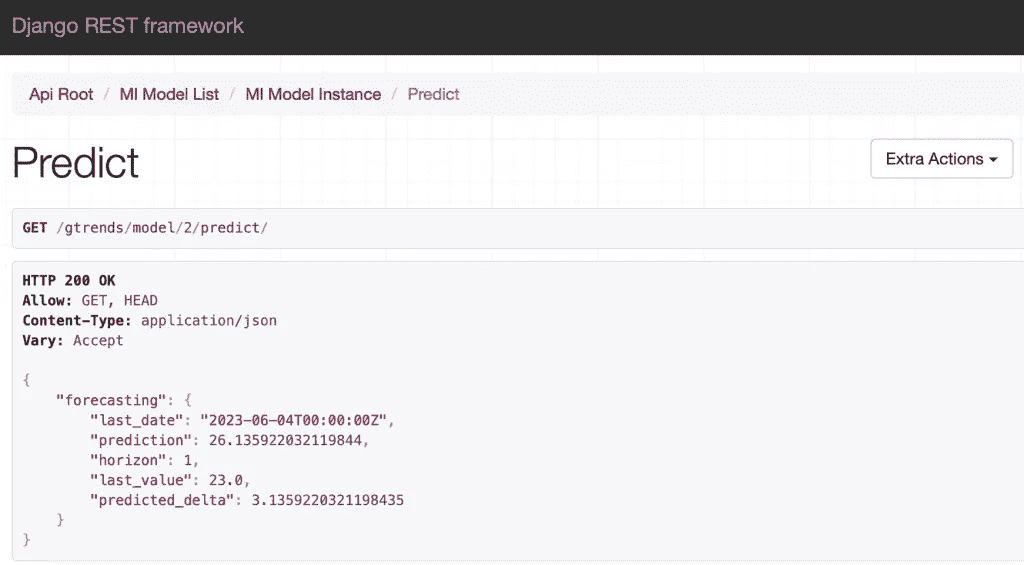 Django REST framework
Api Root / Ml Model List / Ml Model Instance / Predict
Predict
Extra Actions
GET /gtrends/model/2/predict/
HTTP 200 OK
Allow: GET, HEAD
Content-Type: application/json
Vary: Accept
{
    "forecasting": {
        "last_date": "2023-06-04T00:00:00Z",
        "prediction": 26.135922032119844,
        "horizon": 1,
        "last_value": 23.0,
        "predicted_delta": 3.1359220321198435
    }
}